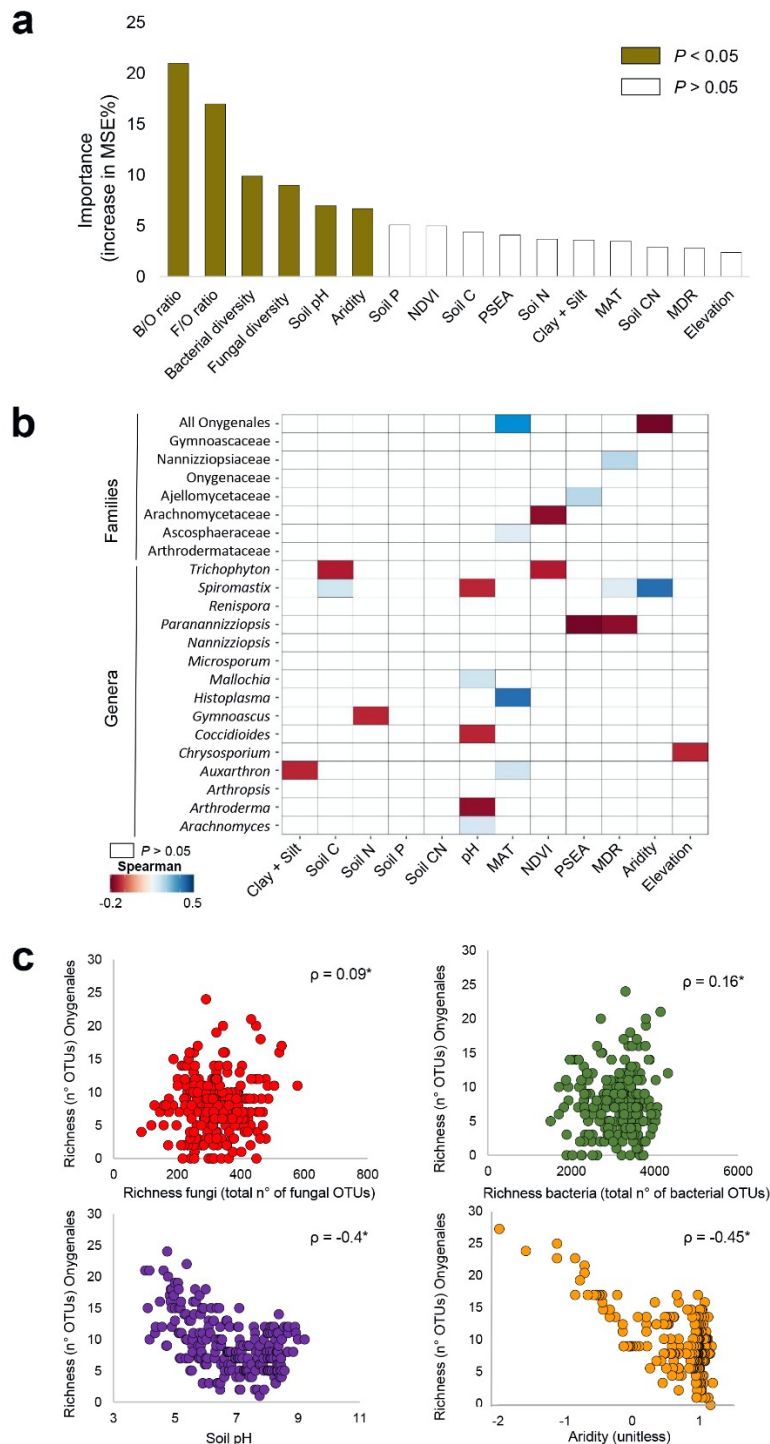 a
25
20
15
10
5
0
Importance
(increase in MSE%)
P < 0.05
P > 0.05
B/O ratio
F/O ratio
Bacterial diversity
Fungal diversity
Soil pH
Aridity
Soil P
NDVI
Soil C
PSEA
Sol N
Clay + Silt
MAT
Soil CN
MDR
Elevation
b
Families
All Onygenales
Gymnoascaceae
Nannizziopsiaceae
Onygenaceae
Ajellomycetaceae
Arachnomycetaceae
Ascosphaeraceae
Arthrodermataceae
Genera
Trichophyton
Spiromastix
Renispora
Paranannizziopsis
Nannizziopsis
Microsporum
Mallochia
Histoplasma
Gymnoascus
Coccidioides
Chrysosporium
Auxarthron
Arthropsis
Arthroderma
Arachnomyces
P > 0.05
Spearman
-0.2
0.5
Clay + Silt
Soil C
Soil N
Soil P
Soil CN
pH
MAT
NDVI
PSEA
MDR
Aridity
Elevation
c
Richness (n° OTUs) Onygenales
30
25
20
15
10
5
0
ρ = 0.09*
0 200 400 600 800
Richness fungi (total n° of fungal OTUs)
Richness (n° OTUs) Onygenales
30
25
20
15
10
5
0
ρ = 0.16*
0 2000 4000 6000
Richness bacteria (total n° of bacterial OTUs)
Richness (n° OTUs) Onygenales
30
25
20
15
10
5
0
ρ = -0.4*
3 5 7 9 11
Soil pH
Richness (n° OTUs) Onygenales
30
25
20
15
10
5
0
ρ = -0.45*
-2 -1 0 1
Aridity (unitless)